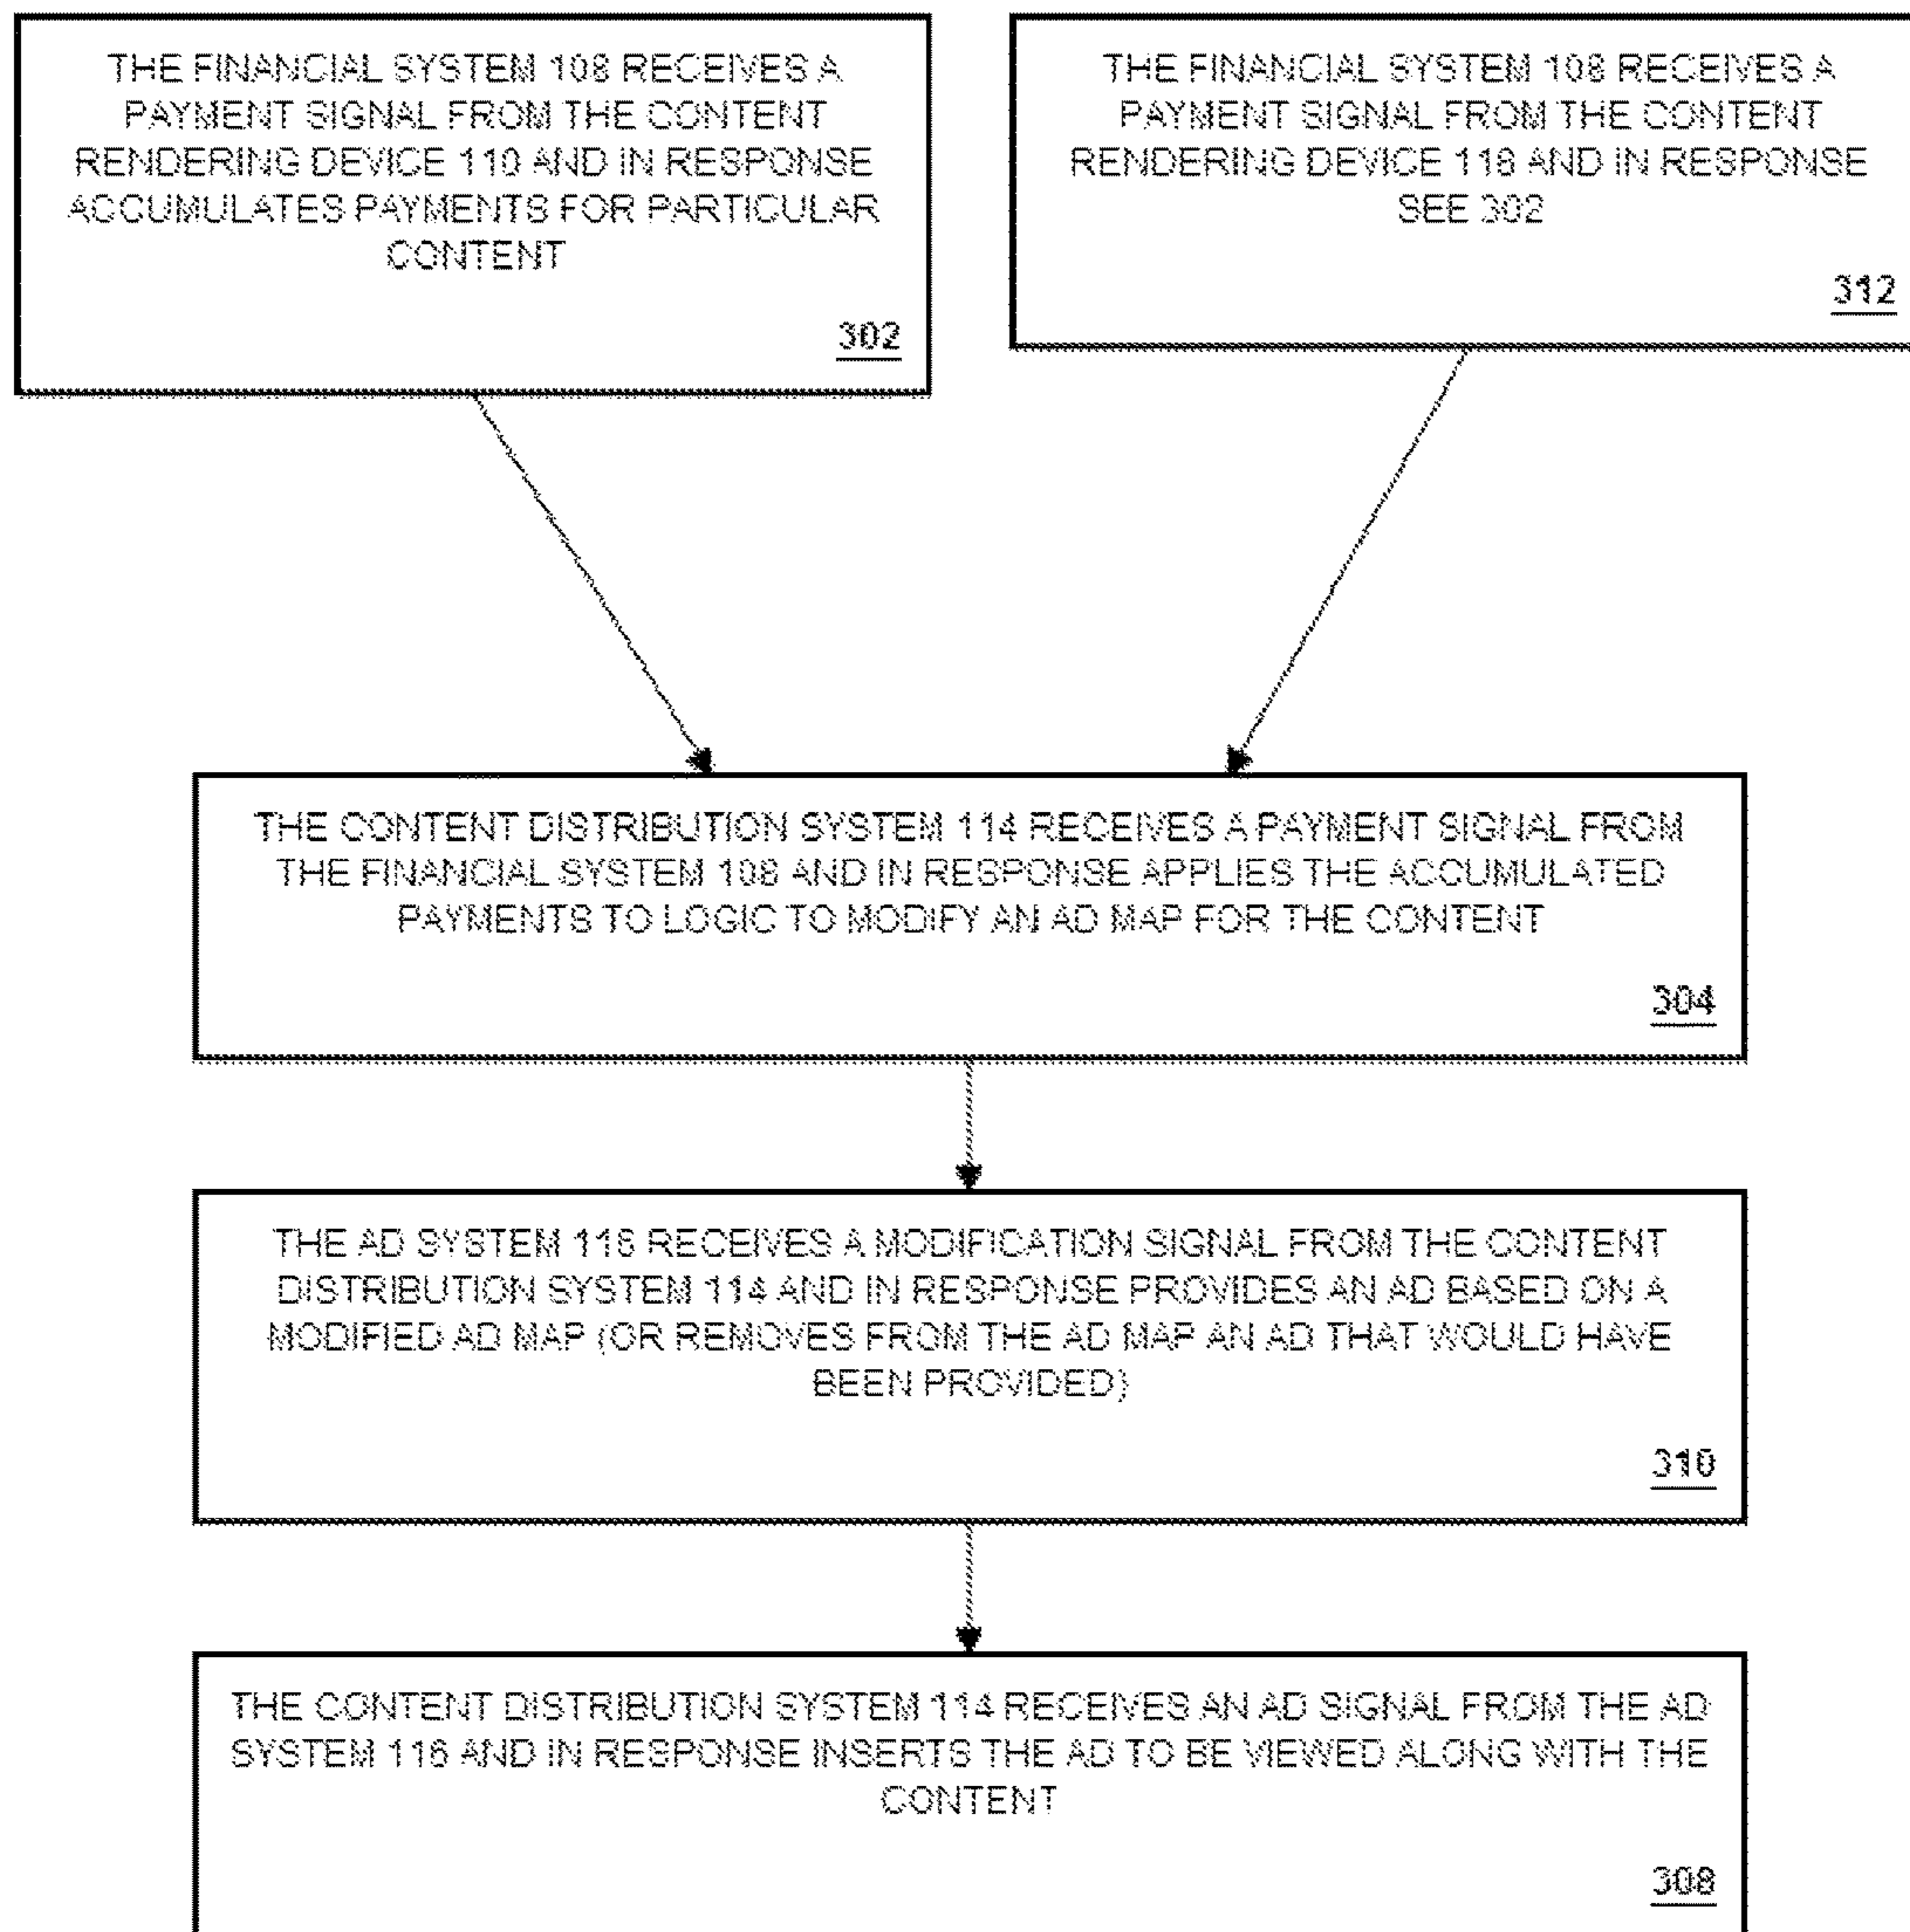 THE FINANCIAL SYSTEM 108 RECEIVES A
PAYMENT SIGNAL FROM THE CONTENT
RENDERING DEVICE 110 AND IN RESPONSE
ACCUMULATES PAYMENTS FOR PARTICULAR
CONTENT
302
THE FINANCIAL SYSTEM 108 RECEIVES A
PAYMENT SIGNAL FROM THE CONTENT
RENDERING DEVICE 118 AND IN RESPONSE
SEE 302
312
THE CONTENT DISTRIBUTION SYSTEM 114 RECEIVES A PAYMENT SIGNAL FROM
THE FINANCIAL SYSTEM 108 AND IN RESPONSE APPLIES THE ACCUMULATED
PAYMENTS TO LOGIC TO MODIFY AN AD MAP FOR THE CONTENT
304
THE AD SYSTEM 116 RECEIVES A MODIFICATION SIGNAL FROM THE CONTENT
DISTRIBUTION SYSTEM 114 AND IN RESPONSE PROVIDES AN AD BASED ON A
MODIFIED AD MAP (OR REMOVES FROM THE AD MAP AN AD THAT WOULD HAVE
BEEN PROVIDED)
310
THE CONTENT DISTRIBUTION SYSTEM 114 RECEIVES AN AD SIGNAL FROM THE AD
SYSTEM 116 AND IN RESPONSE INSERTS THE AD TO BE VIEWED ALONG WITH THE
CONTENT
308